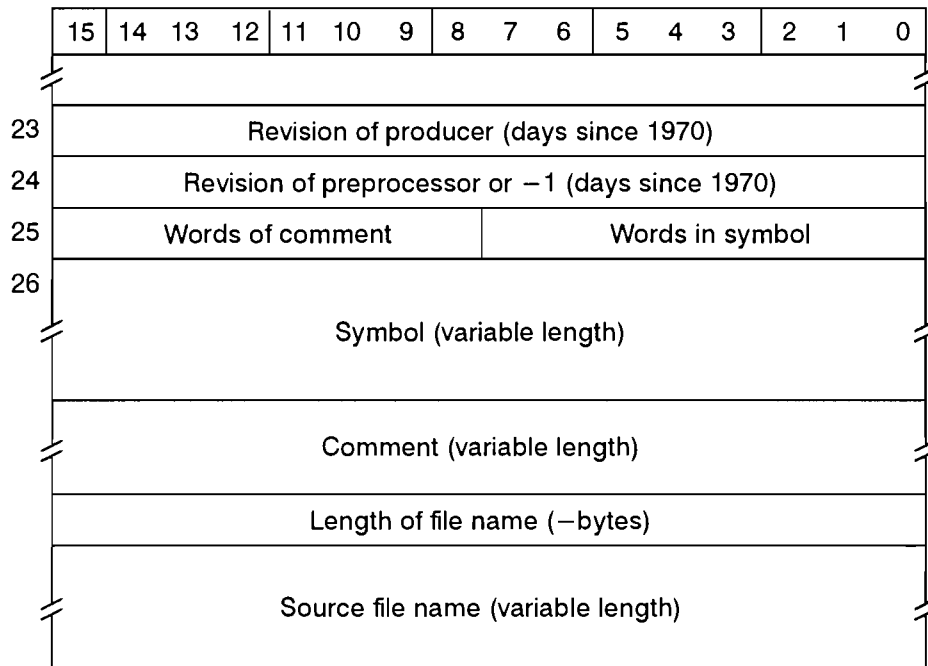 15 14 13 12 11 10 9 8 7 6 5 4 3 2 1 0
23 Revision of producer (days since 1970)
24 Revision of preprocessor or −1 (days since 1970)
25 Words of comment Words in symbol
26
Symbol (variable length)
Comment (variable length)
Length of file name (−bytes)
Source file name (variable length)